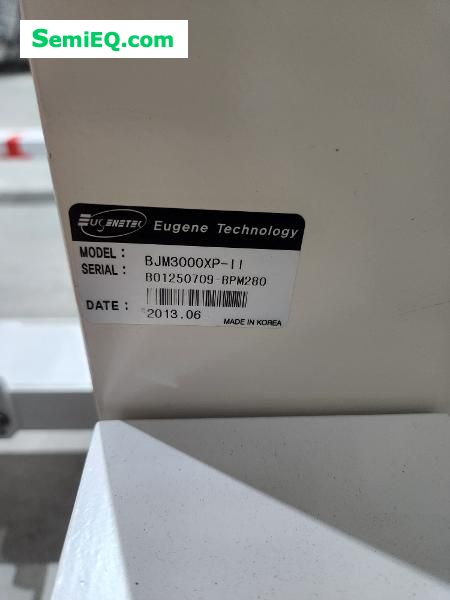 SemiEQ.com
EUGENETEC Eugene Technology
MODEL : BJM3000XP-II
SERIAL : B01250709-BPM280
DATE : 2013.06
MADE IN KOREA